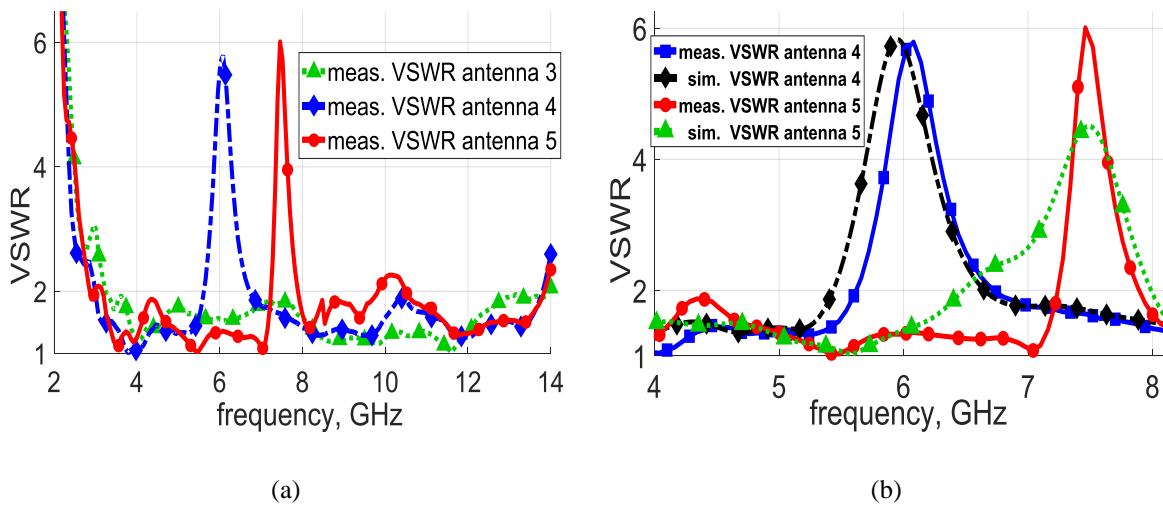 6
4
2
1
VSWR
meas. VSWR antenna 3
meas. VSWR antenna 4
meas. VSWR antenna 5
2 4 6 8 10 12 14
frequency, GHz
(a)
6
4
2
1
VSWR
meas. VSWR antenna 4
sim. VSWR antenna 4
meas. VSWR antenna 5
sim. VSWR antenna 5
4 5 6 7 8
frequency, GHz
(b)